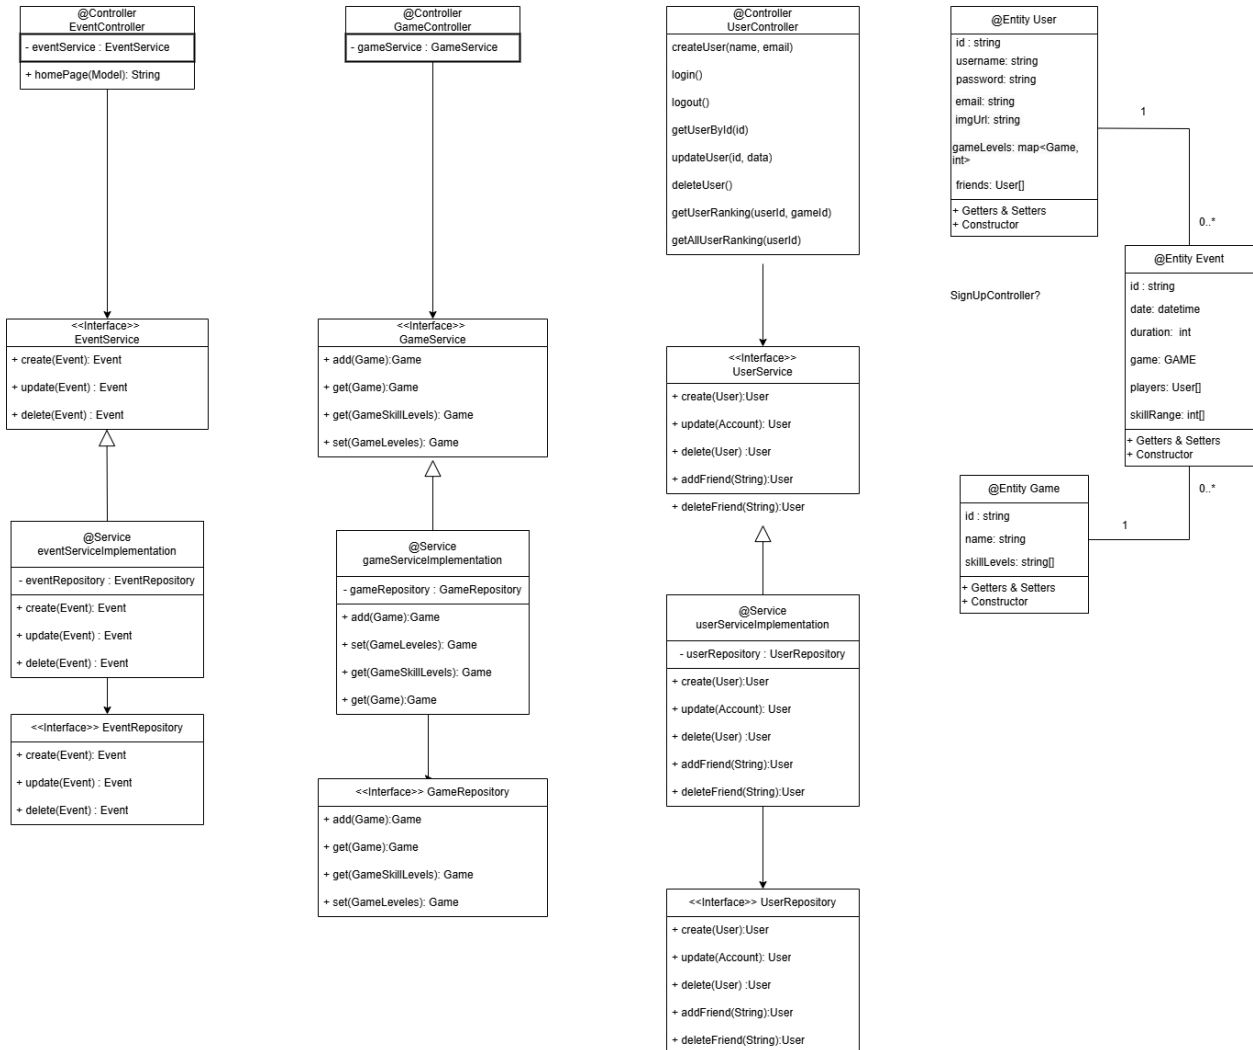 @Controller
EventController
- eventService : EventService
+ homePage(Model): String
<<Interface>>
EventService
+ create(Event): Event
+ update(Event) : Event
+ delete(Event) : Event
@Service
eventServiceImplementation
- eventRepository : EventRepository
+ create(Event): Event
+ update(Event) : Event
+ delete(Event) : Event
<<Interface>> EventRepository
+ create(Event): Event
+ update(Event) : Event
+ delete(Event) : Event
@Controller
GameController
- gameService : GameService
<<Interface>>
GameService
+ add(Game):Game
+ get(Game):Game
+ get(GameSkillLevels): Game
+ set(GameLeveles): Game
@Service
gameServiceImplementation
- gameRepository : GameRepository
+ add(Game):Game
+ set(GameLeveles): Game
+ get(GameSkillLevels): Game
+ get(Game):Game
<<Interface>> GameRepository
+ add(Game):Game
+ get(Game):Game
+ get(GameSkillLevels): Game
+ set(GameLeveles): Game
@Controller
UserController
createUser(name, email)
login()
logout()
getUserById(id)
updateUser(id, data)
deleteUser()
getUserRanking(userId, gameId)
getAllUserRanking(userId)
<<Interface>>
UserService
+ create(User):User
+ update(Account): User
+ delete(User) :User
+ addFriend(String):User
+ deleteFriend(String):User
@Service
userServiceImplementation
- userRepository : UserRepository
+ create(User):User
+ update(Account): User
+ delete(User) :User
+ addFriend(String):User
+ deleteFriend(String):User
<<Interface>> UserRepository
+ create(User):User
+ update(Account): User
+ delete(User) :User
+ addFriend(String):User
+ deleteFriend(String):User
@Entity User
id : string
username: string
password: string
email: string
imgUrl: string
gameLevels: map<Game,
int>
friends: User[]
+ Getters & Setters
+ Constructor
1
0..*
@Entity Event
id : string
date: datetime
duration:  int
game: GAME
players: User[]
skillRange: int[]
+ Getters & Setters
+ Constructor
SignUpController?
0..*
1
@Entity Game
id : string
name: string
skillLevels: string[]
+ Getters & Setters
+ Constructor